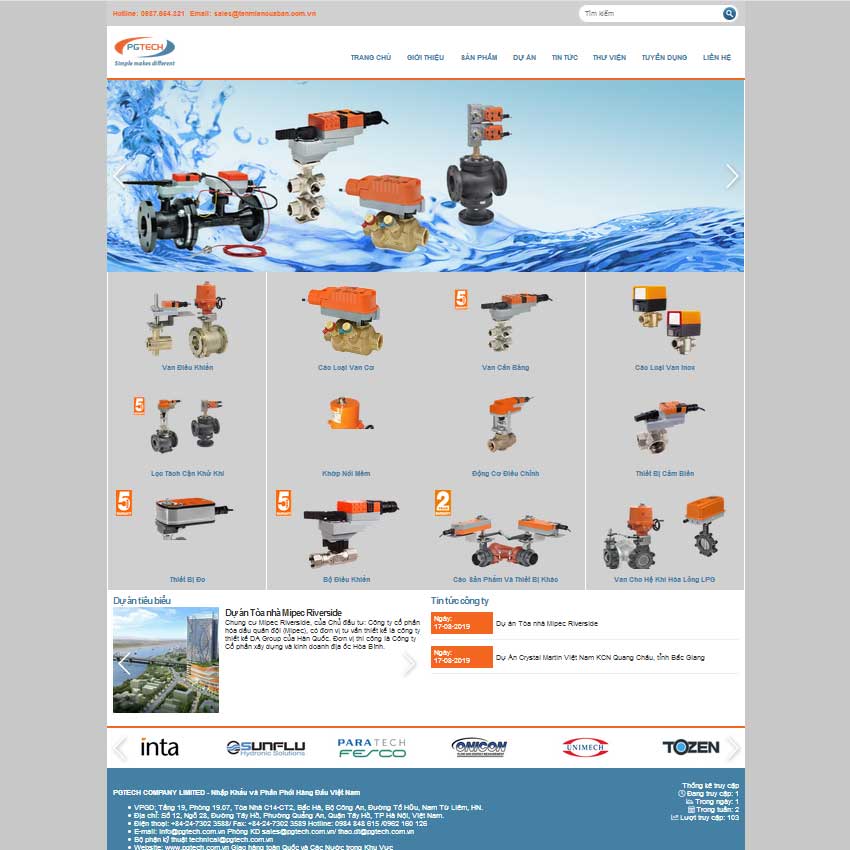 Hotline: 0987.664.221 Email: sales@tenmiencuaban.com.vn
Tìm kiếm
PGTECH
Simple makes different
TRANG CHỦ GIỚI THIỆU SẢN PHẨM DỰ ÁN TIN TỨC THƯ VIỆN TUYỂN DỤNG LIÊN HỆ
Van Điều Khiển
Các Loại Van Cơ
5
Van Cân Bằng
Các Loại Van Inox
5
Lọc Tách Cặn Khử Khí
Khớp Nối Mềm
Động Cơ Điều Chỉnh
Thiết Bị Cảm Biến
5
Thiết Bị Đo
5
Bộ Điều Khiển
2
Các Sản Phẩm Và Thiết Bị Khác
Van Cho Hệ Khí Hóa Lỏng LPG
Dự án tiêu biểu
Dự án Tòa nhà Mipec Riverside
Chung cư Mipec Riverside, của Chủ đầu tư: Công ty cổ phần
hóa dầu quân đội (Mipec), có đơn vị tư vấn thiết kế là công ty
thiết kế DA Group của Hàn Quốc. Đơn vị thi công là Công ty
Cổ phần xây dựng và kinh doanh địa ốc Hòa Bình.
Tin tức công ty
Ngày:
17-08-2019
Dự án Tòa nhà Mipec Riverside
Ngày:
17-08-2019
Dự Án Crystal Martin Việt Nam KCN Quang Châu, tỉnh Bắc Giang
inta
SUNFLU
Hydronic Solutions
PARATECH
FESCO
ONICON
UNIMECH
TOZEN
PGTECH COMPANY LIMITED - Nhập Khẩu và Phân Phối Hàng Đầu Việt Nam
VPGD: Tầng 19, Phòng 19.07, Tòa Nhà C14-CT2, Bắc Hà, Bộ Công An, Đường Tố Hữu, Nam Từ Liêm, HN.
Địa chỉ: Số 12, Ngõ 28, Đường Tây Hồ, Phường Quảng An, Quận Tây Hồ, TP Hà Nội, Việt Nam.
Điện thoại: +84-24-7302 3588/ Fax: +84-24-7302 3589 Hotline: 0984 848 615 /0962 160 126
E-mail: info@pgtech.com.vn Phòng KD sales@pgtech.com.vn/ thao.dt@pgtech.com.vn
Bộ phận kỹ thuật technical@pgtech.com.vn
Website: www.pgtech.com.vn Giao hàng toàn Quốc và Các Nước trong Khu Vực
Thống kê truy cập
Đang truy cập: 1
Trong ngày: 1
Trong tuần: 2
Lượt truy cập: 103